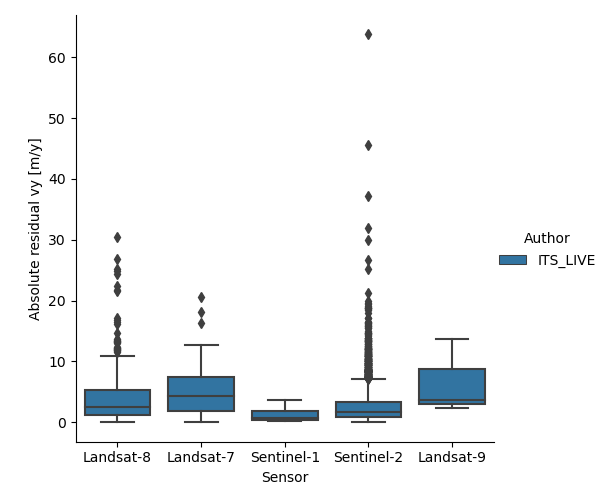 60
50
40
30
20
10
0
Absolute residual vy [m/y]
Landsat-8 Landsat-7 Sentinel-1 Sentinel-2 Landsat-9
Sensor
Author
ITS_LIVE